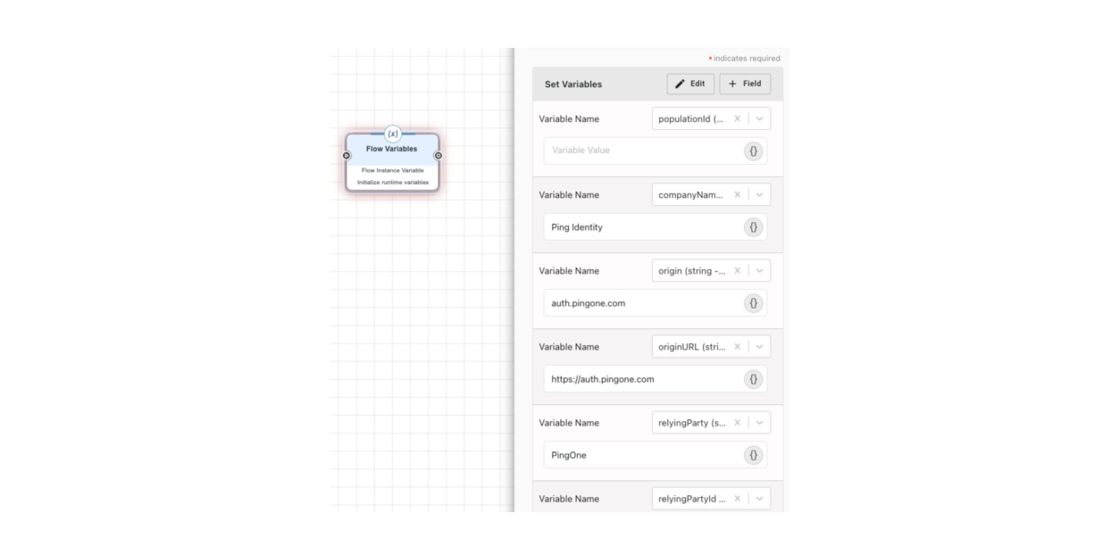 * indicates required
Set Variables
Edit
+ Field
(x)
Flow Variables
Flow Instance Variable
Initialize runtime variables
Variable Name
populationId (...
Variable Value
{}
Variable Name
companyNam...
Ping Identity
{}
Variable Name
origin (string -...
auth.pingone.com
{}
Variable Name
originURL (stri...
https://auth.pingone.com
{}
Variable Name
relyingParty (s...
PingOne
{}
Variable Name
relyingPartyId ...